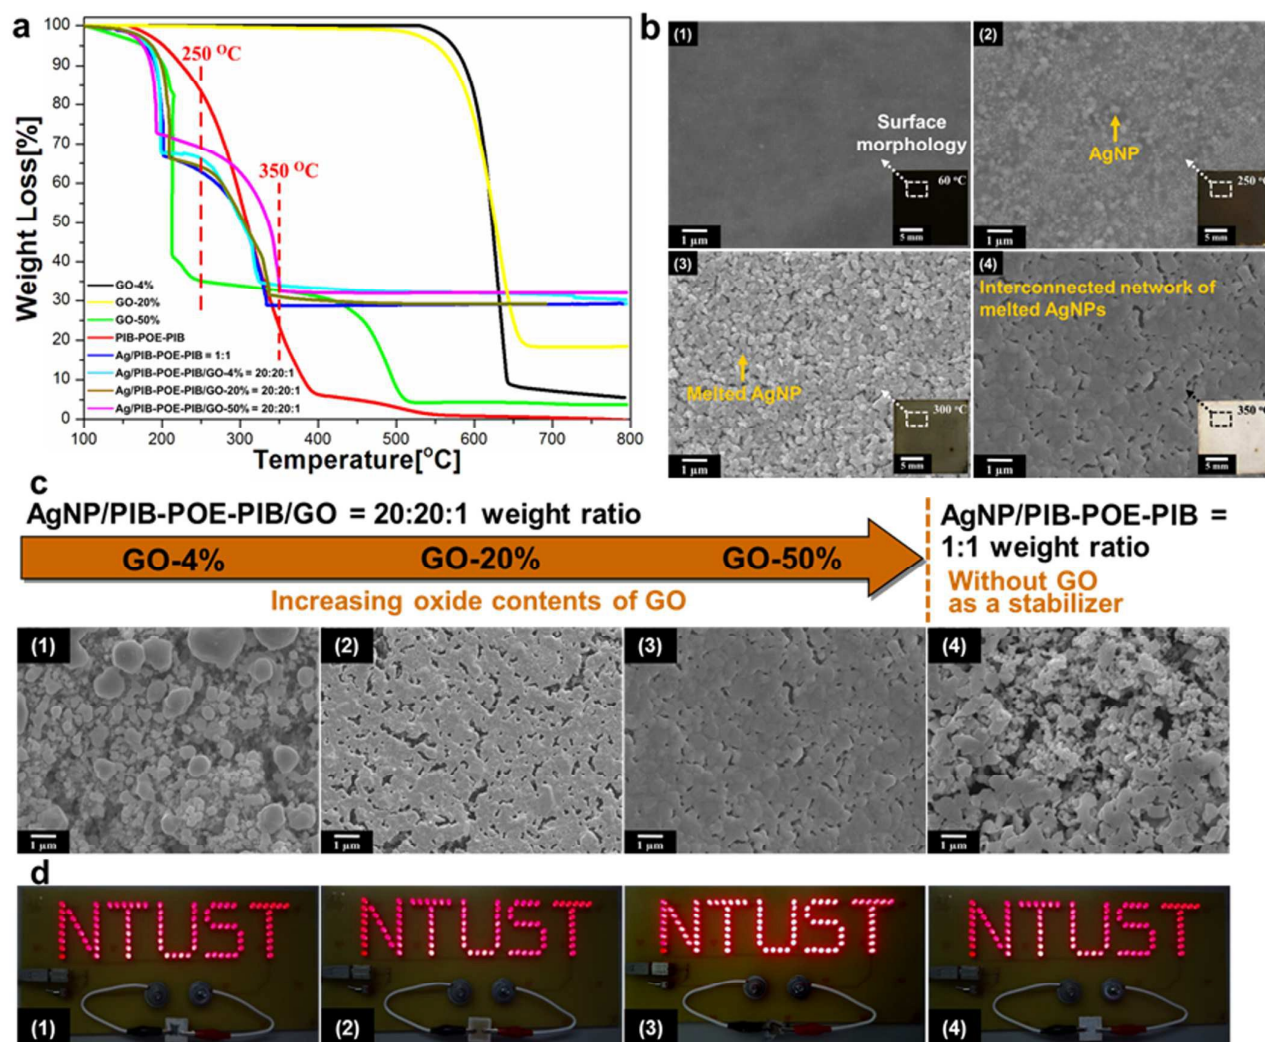 a
100
90
80
70
60
50
40
30
20
10
0
Weight Loss[%]
250 °C
350 °C
GO-4%
GO-20%
GO-50%
PIB-POE-PIB
Ag/PIB-POE-PIB = 1:1
Ag/PIB-POE-PIB/GO-4% = 20:20:1
Ag/PIB-POE-PIB/GO-20% = 20:20:1
Ag/PIB-POE-PIB/GO-50% = 20:20:1
100 200 300 400 500 600 700 800
Temperature[°C]
b
(1)
Surface
morphology
60 °C
1 µm
5 mm
(2)
AgNP
250 °C
1 µm
5 mm
(3)
Melted AgNP
300 °C
1 µm
5 mm
(4)
Interconnected network of
melted AgNPs
350 °C
1 µm
5 mm
c
AgNP/PIB-POE-PIB/GO = 20:20:1 weight ratio
GO-4% GO-20% GO-50%
Increasing oxide contents of GO
AgNP/PIB-POE-PIB =
1:1 weight ratio
Without GO
as a stabilizer
(1)
1 µm
(2)
1 µm
(3)
1 µm
(4)
1 µm
d
NTUST
(1)
NTUST
(2)
NTUST
(3)
NTUST
(4)